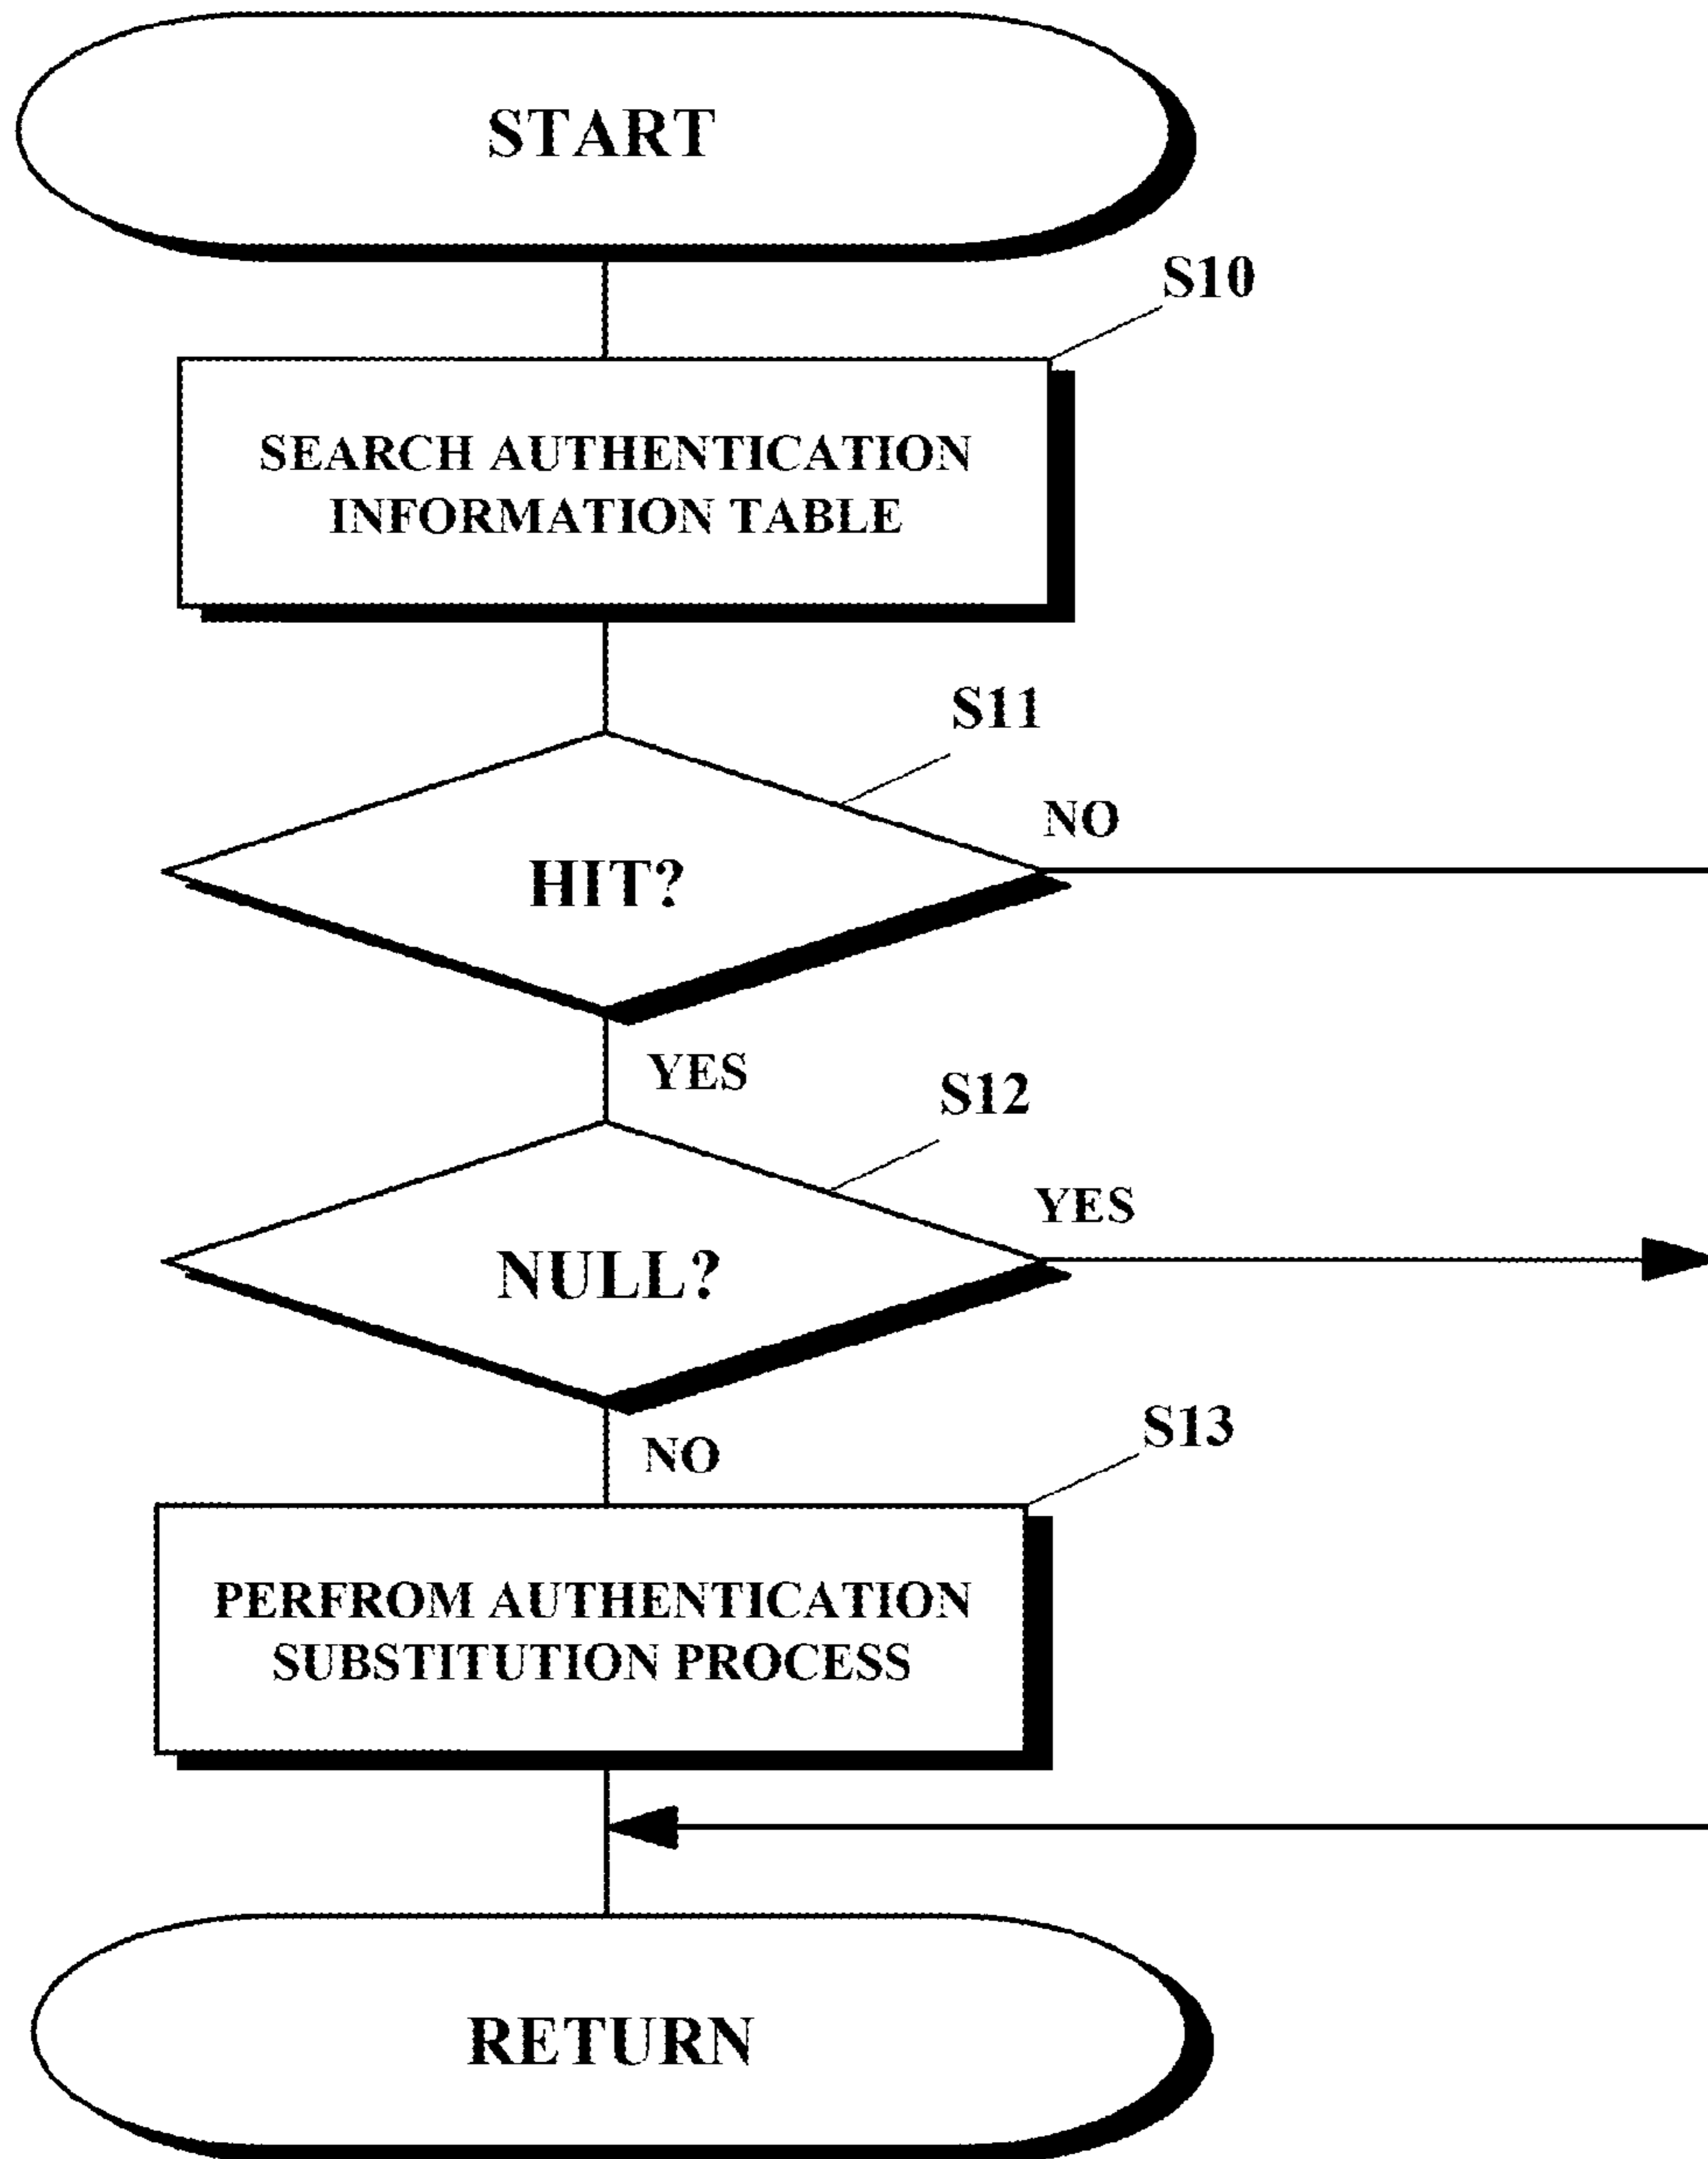 START
S10
SEARCH AUTHENTICATION
INFORMATION TABLE
S11
NO
HIT?
YES
S12
YES
NULL?
NO
S13
PERFROM AUTHENTICATION
SUBSTITUTION PROCESS
RETURN